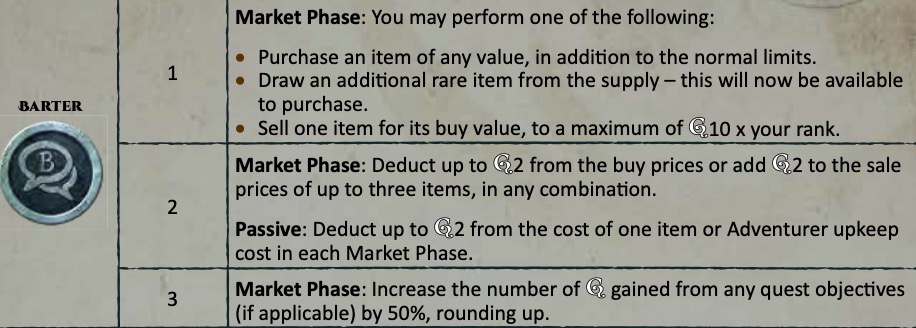 Market Phase: You may perform one of the following:
• Purchase an item of any value, in addition to the normal limits.
1
• Draw an additional rare item from the supply – this will now be available
to purchase.
BARTER
B
• Sell one item for its buy value, to a maximum of G10 x your rank.
Market Phase: Deduct up to G2 from the buy prices or add G2 to the sale
prices of up to three items, in any combination.
2
Passive: Deduct up to G2 from the cost of one item or Adventurer upkeep
cost in each Market Phase.
3
Market Phase: Increase the number of G gained from any quest objectives
(if applicable) by 50%, rounding up.